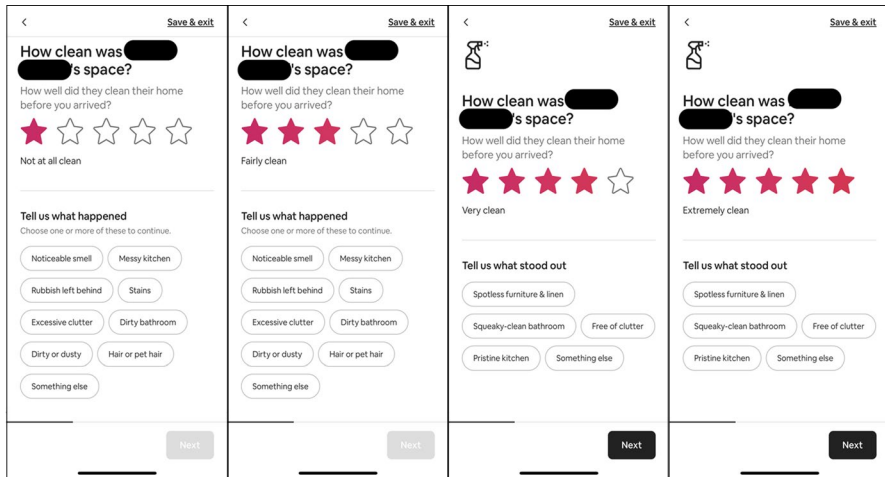 Save & exit
How clean was
's space?
How well did they clean their home
before you arrived?
Not at all clean
Tell us what happened
Choose one or more of these to continue.
Noticeable smell
Messy kitchen
Rubbish left behind
Stains
Excessive clutter
Dirty bathroom
Dirty or dusty
Hair or pet hair
Something else
Next
Save & exit
How clean was
's space?
How well did they clean their home
before you arrived?
Fairly clean
Tell us what happened
Choose one or more of these to continue.
Noticeable smell
Messy kitchen
Rubbish left behind
Stains
Excessive clutter
Dirty bathroom
Dirty or dusty
Hair or pet hair
Something else
Next
Save & exit
How clean was
's space?
How well did they clean their home
before you arrived?
Very clean
Tell us what stood out
Spotless furniture & linen
Squeaky-clean bathroom
Free of clutter
Pristine kitchen
Something else
Next
Save & exit
How clean was
's space?
How well did they clean their home
before you arrived?
Extremely clean
Tell us what stood out
Spotless furniture & linen
Squeaky-clean bathroom
Free of clutter
Pristine kitchen
Something else
Next